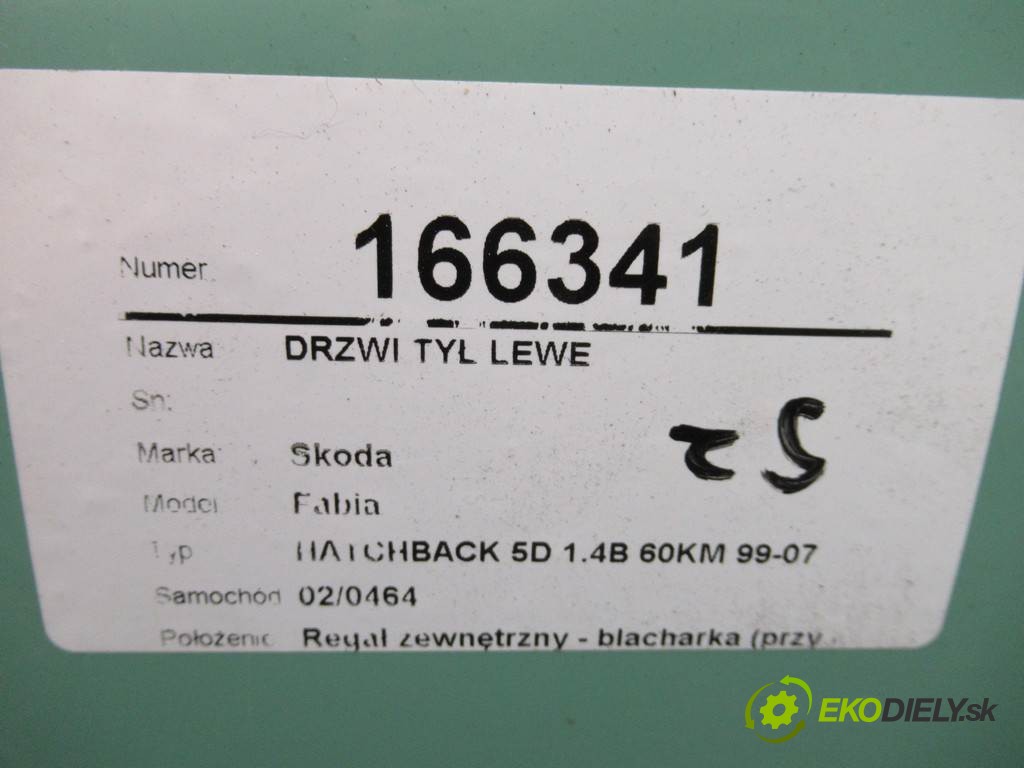 Numer 166341
Nazwa DRZWI TYŁ LEWE
Sn:
Marka Skoda
Model Fabia
Typ HATCHBACK 5D 1.4B 60KM 99-07
Samochód 02/0464
Położenie Regał zewnętrzny - blacharka (przy
EKODIELY.sk